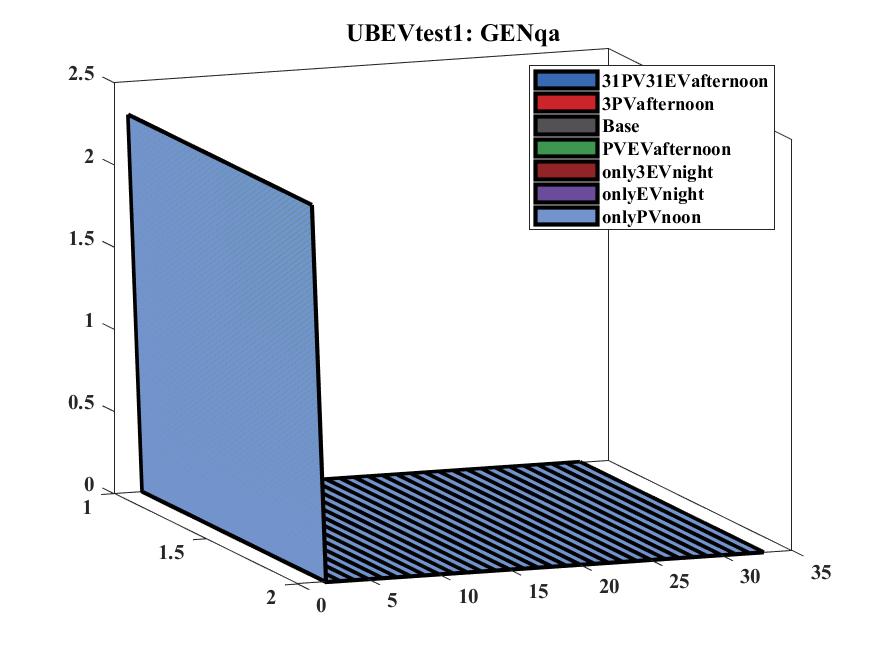 UBEVtest1: GENqa
2.5
31PV31EVafternoon
3PVafternoon
Base
PVEVafternoon
only3EVnight
onlyEVnight
onlyPVnoon
2
1.5
1
0.5
0
1
1.5
2
0
5
10
15
20
25
30
35